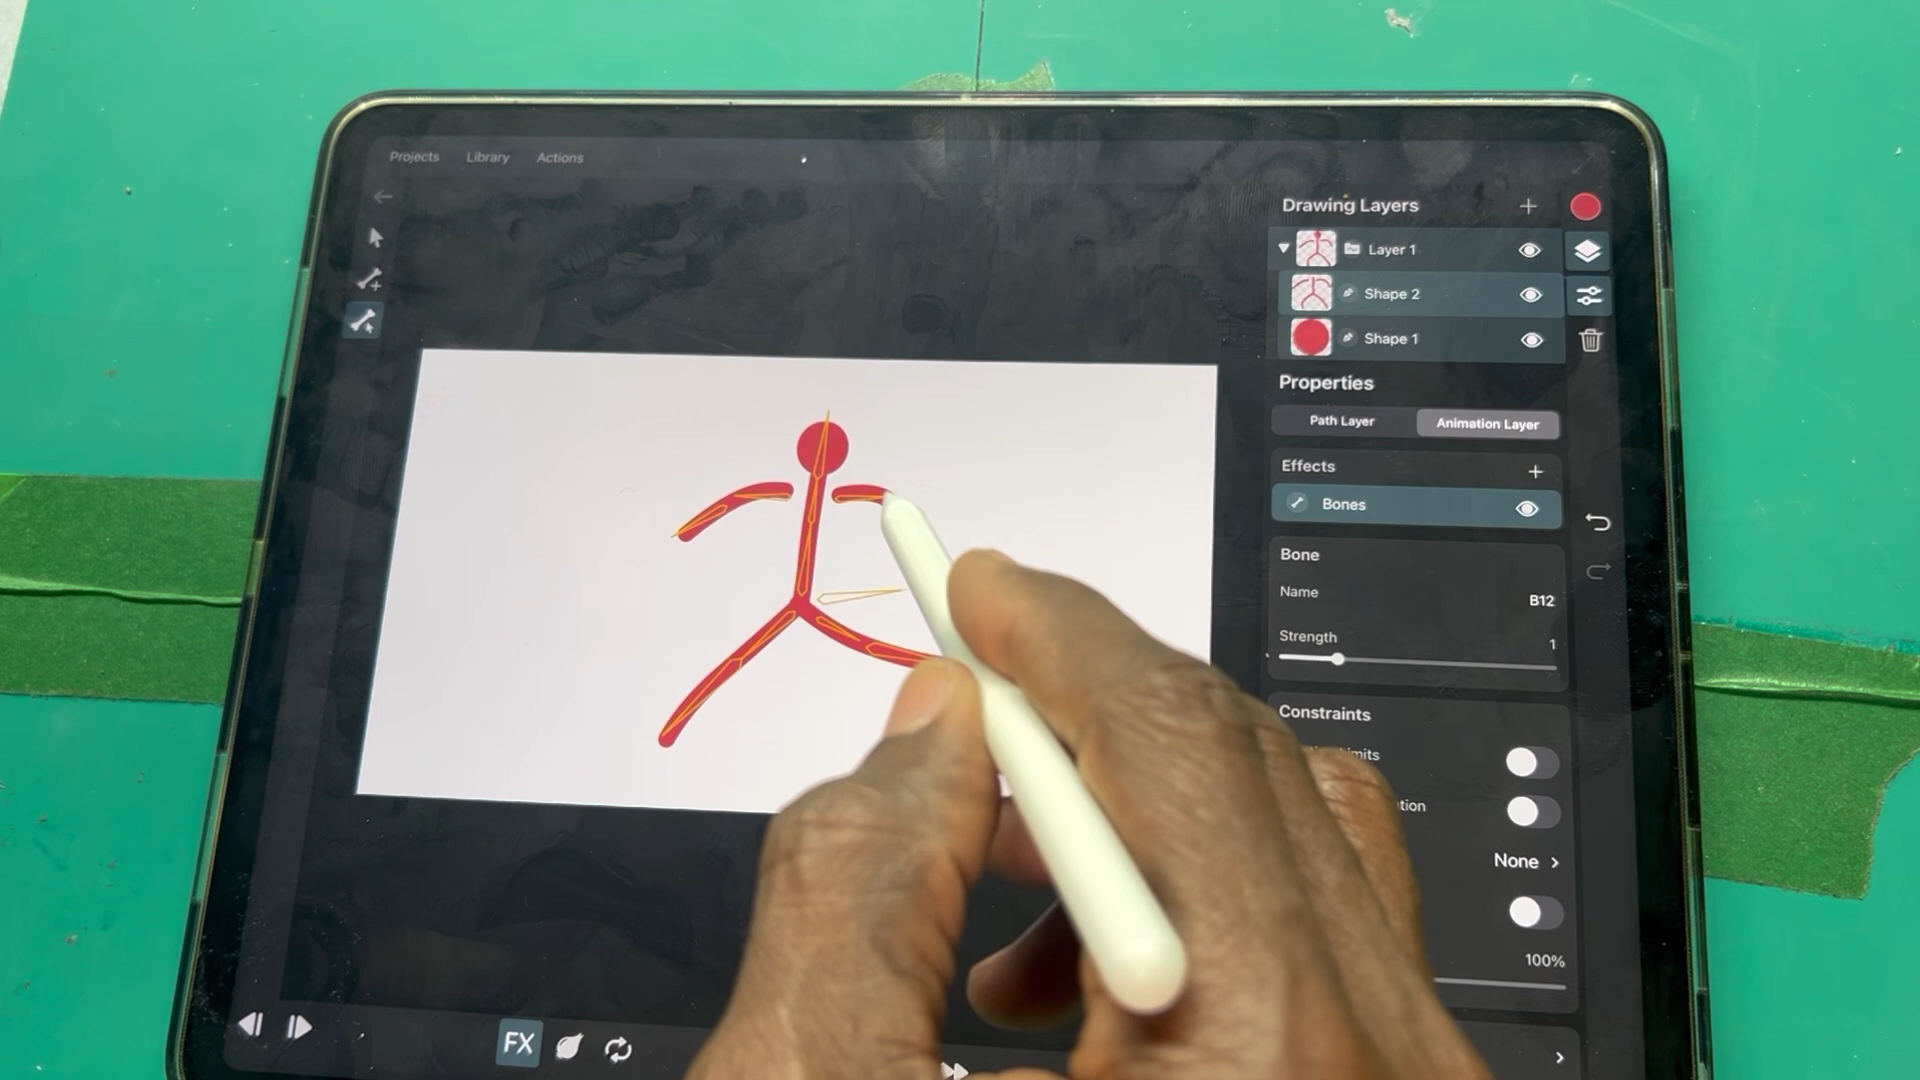 Projects Library Actions
Drawing Layers
Layer 1
Shape 2
Shape 1
Properties
Path Layer Animation Layer
Effects
Bones
Bone
Name B12
Strength 1
Constraints
None
100%
FX